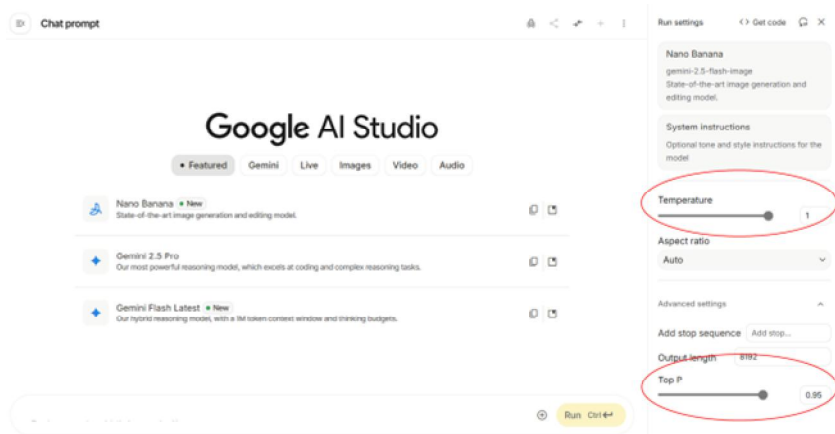 Chat prompt
Google AI Studio
Featured Gemini Live Images Video Audio
Nano Banana New
State-of-the-art image generation and editing model.
Gemini 2.5 Pro
Our most powerful reasoning model, which excels at coding and complex reasoning tasks.
Gemini Flash Latest New
Our hybrid reasoning model, with a 1M token context window and thinking budgets.
Run Ctrl
Run settings
<> Get code
Nano Banana
gemini-2.5-flash-image
State-of-the-art image generation and
editing model.
System instructions
Optional tone and style instructions for the
model
Temperature
1
Aspect ratio
Auto
Advanced settings
Add stop sequence Add stop...
Output length 8192
Top P
0.95